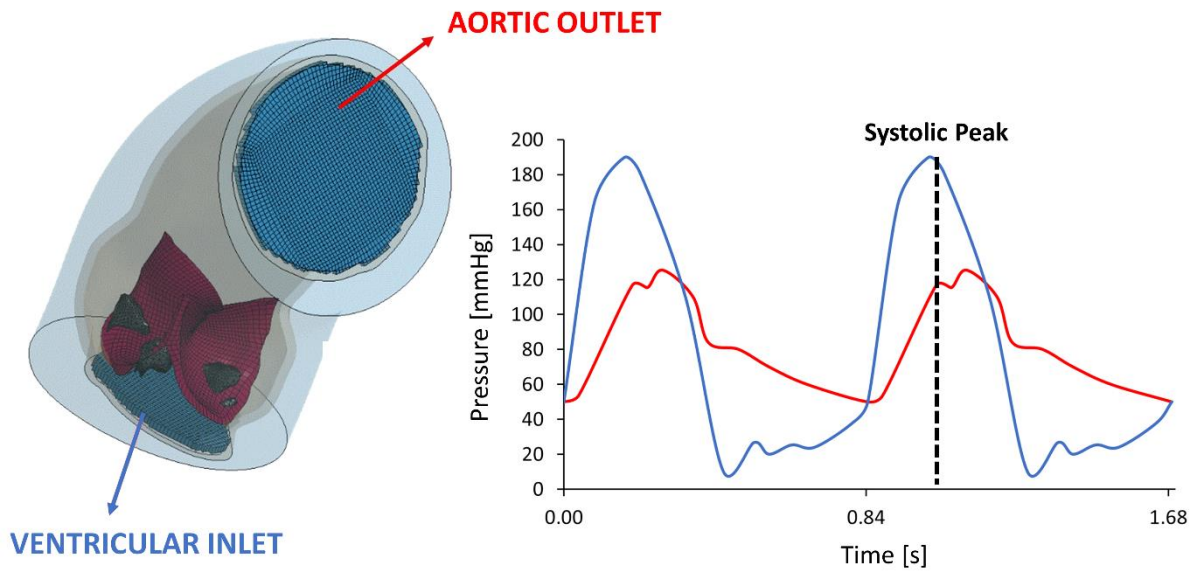 AORTIC OUTLET
VENTRICULAR INLET
Systolic Peak
Pressure [mmHg]
200
180
160
140
120
100
80
60
40
20
0
0.00
0.84
1.68
Time [s]